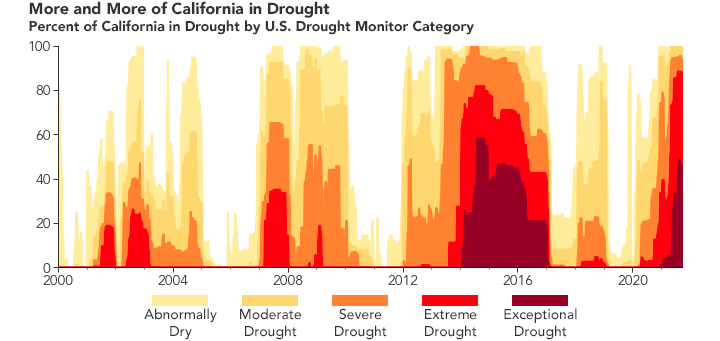 More and More of California in Drought
Percent of California in Drought by U.S. Drought Monitor Category
100
80
60
40
20
0
2000 2004 2008 2012 2016 2020
Abnormally Dry
Moderate Drought
Severe Drought
Extreme Drought
Exceptional Drought